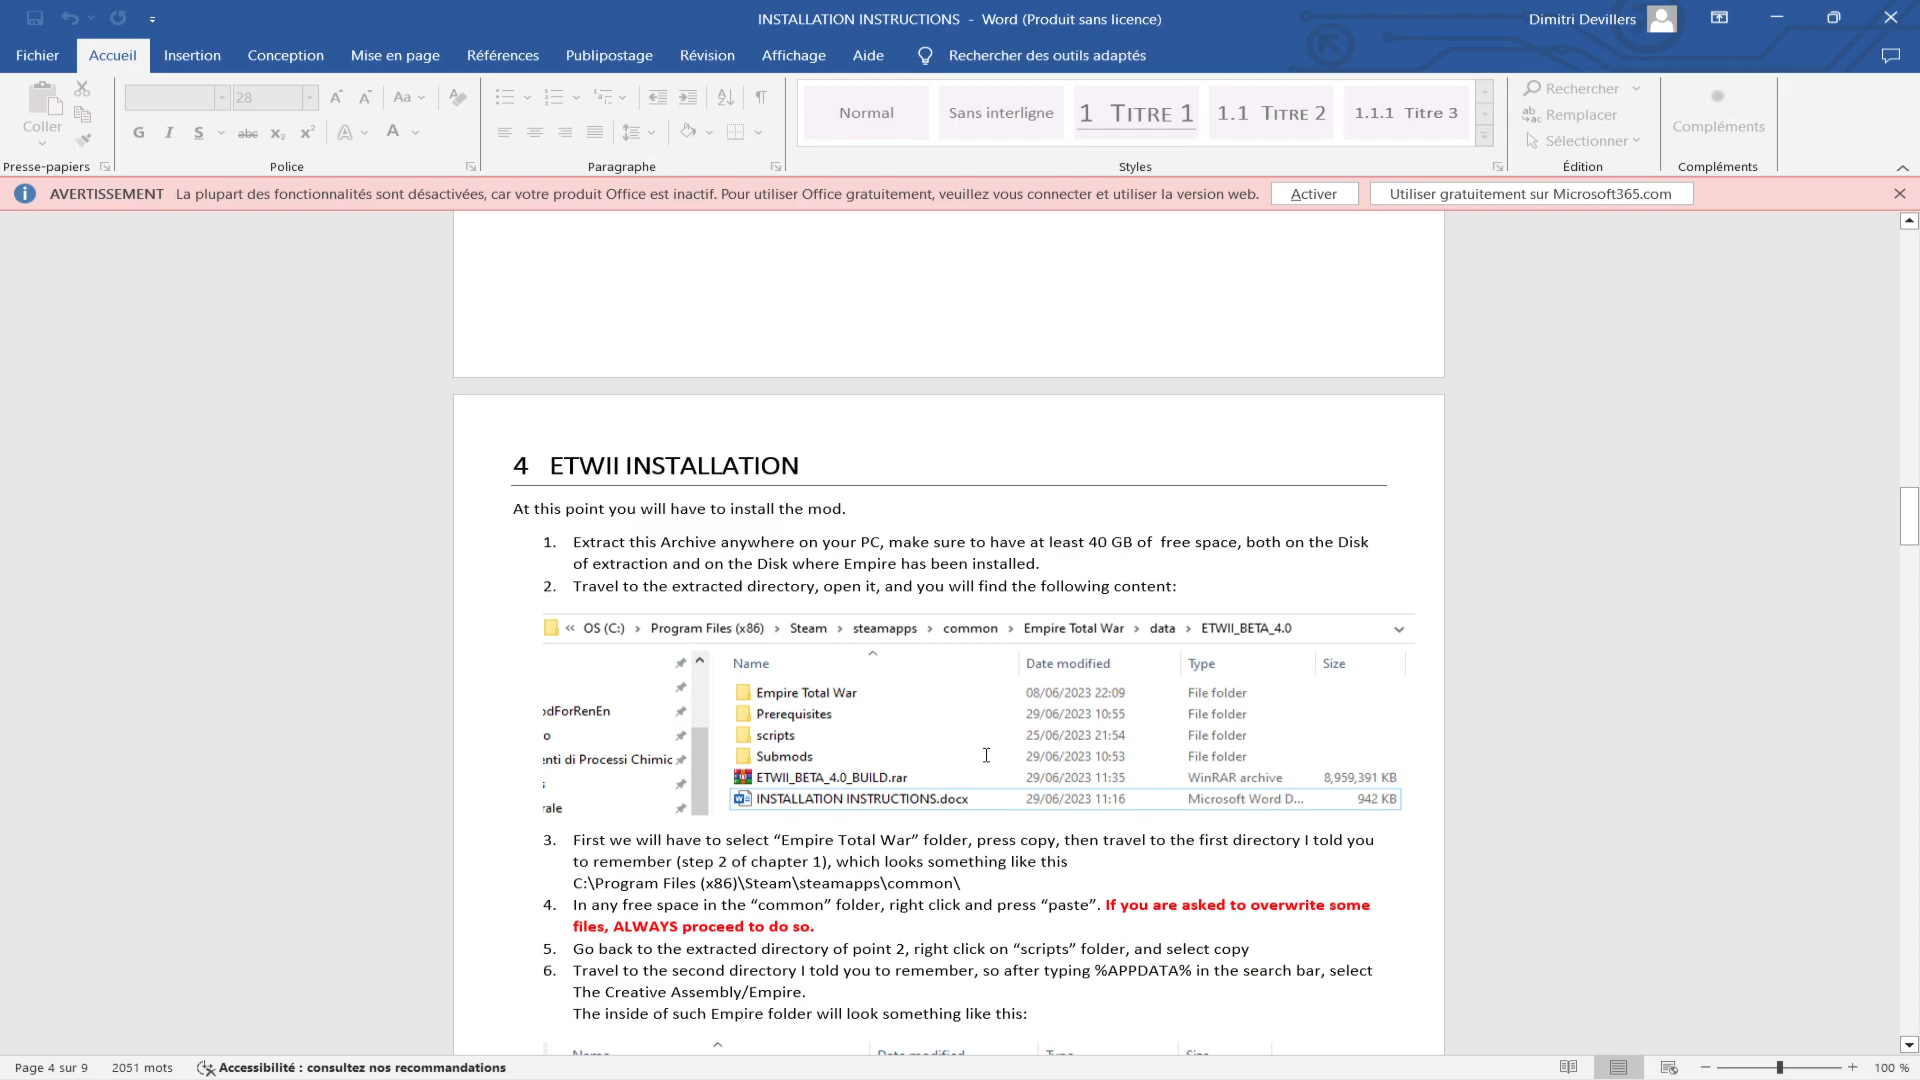 INSTALLATION INSTRUCTIONS - Word (Produit sans licence)
Dimitri Devillers
Fichier Accueil Insertion Conception Mise en page Références Publipostage Révision Affichage Aide Rechercher des outils adaptés
Coller
28
Aa
G I S abc x₂ x² A A
Normal
Sans interligne
1 TITRE 1
1.1 TITRE 2
1.1.1 Titre 3
Rechercher
Remplacer
Sélectionner
Compléments
Presse-papiers Police Paragraphe Styles Édition Compléments
AVERTISSEMENT La plupart des fonctionnalités sont désactivées, car votre produit Office est inactif. Pour utiliser Office gratuitement, veuillez vous connecter et utiliser la version web. Activer Utiliser gratuitement sur Microsoft365.com
4 ETWII INSTALLATION
At this point you will have to install the mod.
1. Extract this Archive anywhere on your PC, make sure to have at least 40 GB of free space, both on the Disk
of extraction and on the Disk where Empire has been installed.
2. Travel to the extracted directory, open it, and you will find the following content:
« OS (C:) › Program Files (x86) › Steam › steamapps › common › Empire Total War › data › ETWII_BETA_4.0
Name Date modified Type Size
Empire Total War 08/06/2023 22:09 File folder
odForRenEn
Prerequisites 29/06/2023 10:55 File folder
o
scripts 25/06/2023 21:54 File folder
enti di Processi Chimic
Submods 29/06/2023 10:53 File folder
s
ETWII_BETA_4.0_BUILD.rar 29/06/2023 11:35 WinRAR archive 8,959,391 KB
rale
INSTALLATION INSTRUCTIONS.docx 29/06/2023 11:16 Microsoft Word D... 942 KB
3. First we will have to select “Empire Total War” folder, press copy, then travel to the first directory I told you
to remember (step 2 of chapter 1), which looks something like this
C:\Program Files (x86)\Steam\steamapps\common\
4. In any free space in the “common” folder, right click and press “paste”. If you are asked to overwrite some
files, ALWAYS proceed to do so.
5. Go back to the extracted directory of point 2, right click on “scripts” folder, and select copy
6. Travel to the second directory I told you to remember, so after typing %APPDATA% in the search bar, select
The Creative Assembly/Empire.
The inside of such Empire folder will look something like this:
Name Date modified Type Size
Page 4 sur 9 2051 mots Accessibilité : consultez nos recommandations 100 %